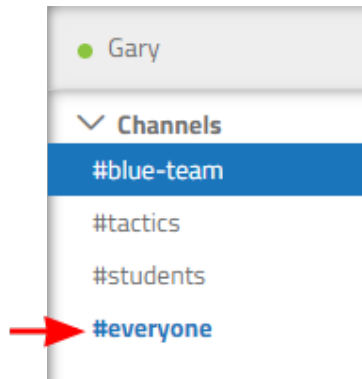 Gary
Channels
#blue-team
#tactics
#students
#everyone